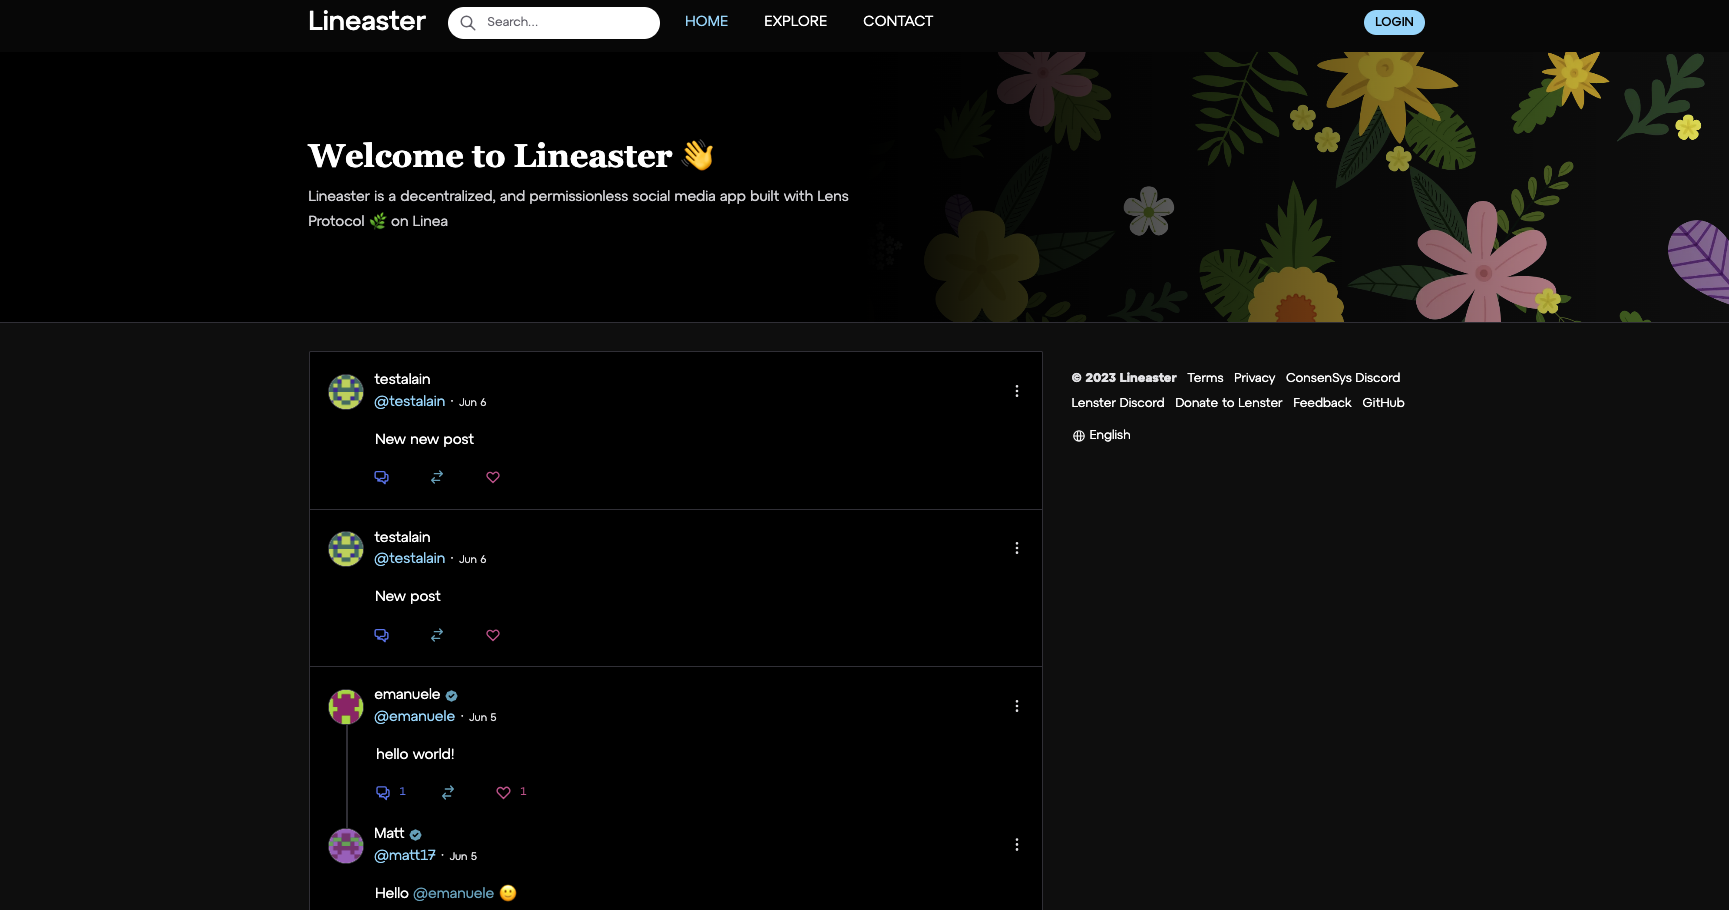 Lineaster
Search...
HOME
EXPLORE
CONTACT
LOGIN
Welcome to Lineaster 👋
Lineaster is a decentralized, and permissionless social media app built with Lens
Protocol 🌿 on Linea
testalain
@testalain · Jun 6
New new post
testalain
@testalain · Jun 6
New post
emanuele
@emanuele · Jun 5
hello world!
1
1
Matt
@matt17 · Jun 5
Hello @emanuele 🙂
© 2023 Lineaster Terms Privacy ConsenSys Discord
Lenster Discord Donate to Lenster Feedback GitHub
English